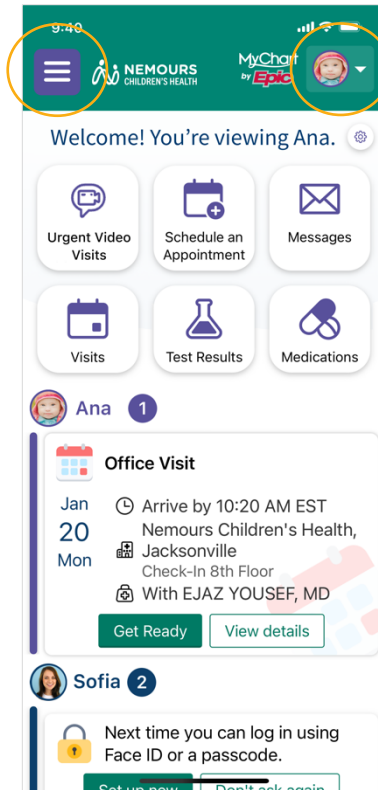 9:40
NEMOURS
CHILDREN'S HEALTH
MyChart
by Epic
Welcome! You're viewing Ana.
Urgent Video
Visits
Schedule an
Appointment
Messages
Visits
Test Results
Medications
Ana 1
Office Visit
Jan
20
Mon
Arrive by 10:20 AM EST
Nemours Children's Health,
Jacksonville
Check-In 8th Floor
With EJAZ YOUSEF, MD
Get Ready
View details
Sofia 2
Next time you can log in using
Face ID or a passcode.
Set up now
Don't ask again